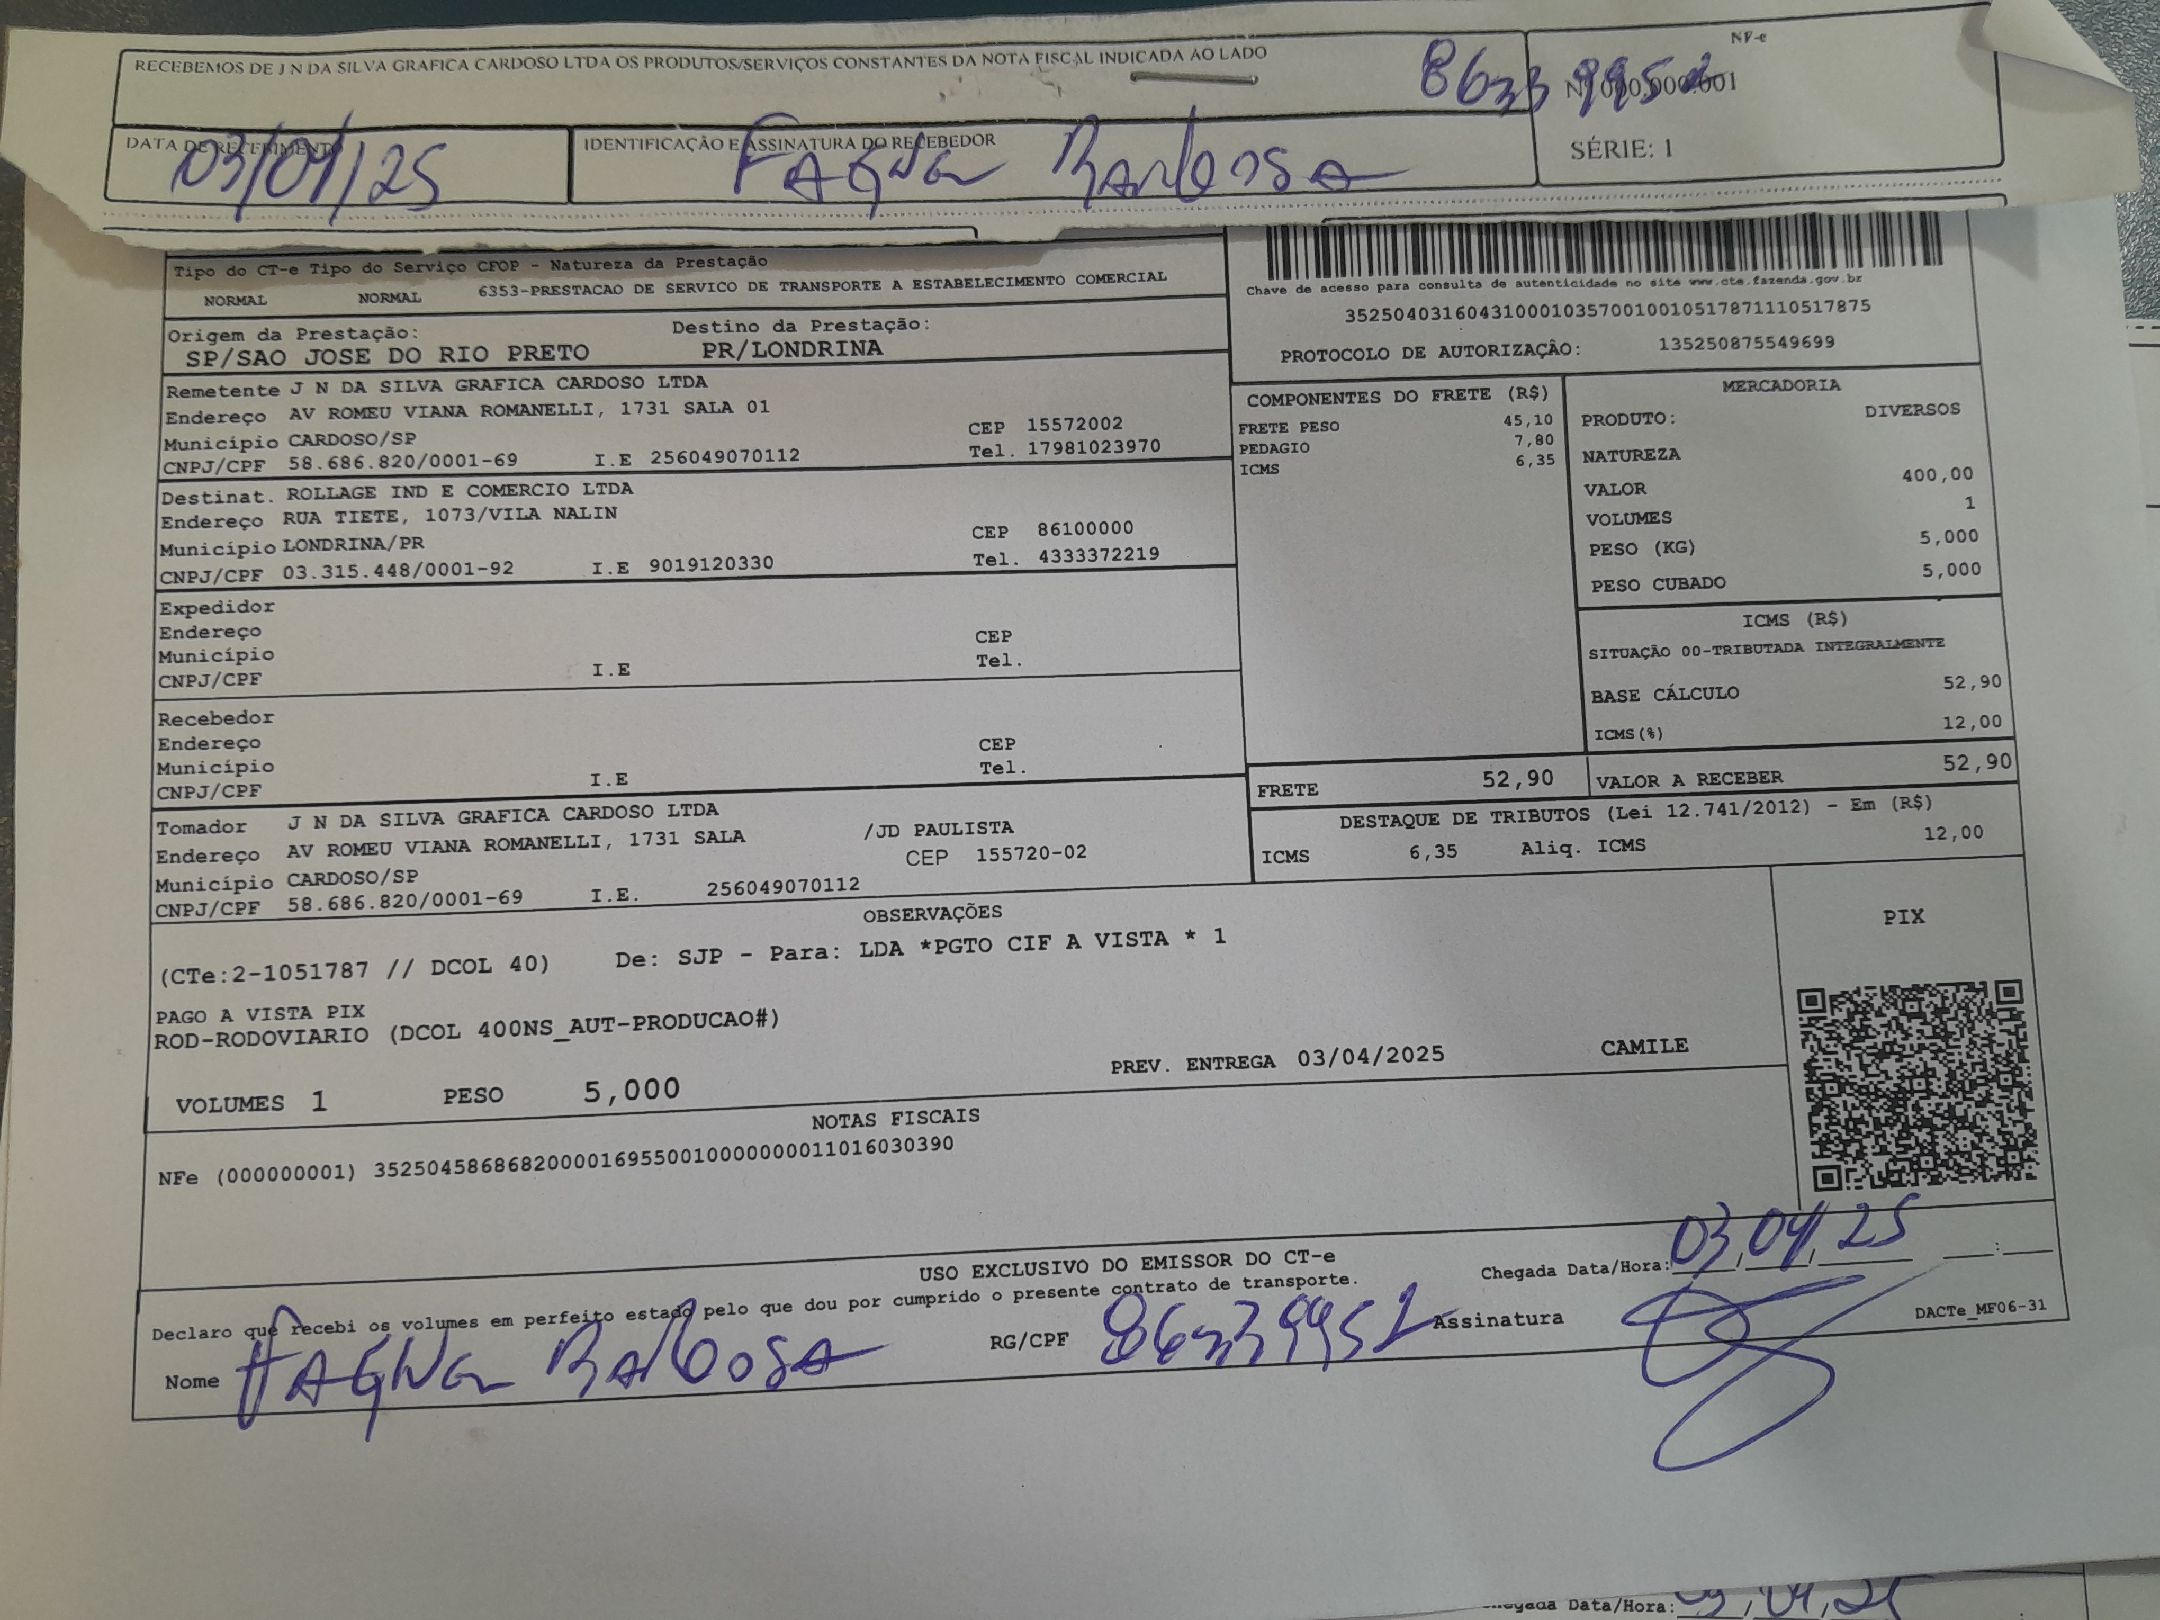 RECEBEMOS DE J N DA SILVA GRAFICA CARDOSO LTDA OS PRODUTOS/SERVIÇOS CONSTANTES DA NOTA FISCAL INDICADA AO LADO
NF-e
Nº 000.000.001
SÉRIE: 1
DATA DE RECEBIMENTO
03/04/25
IDENTIFICAÇÃO E ASSINATURA DO RECEBEDOR
FAGNER BARBOSA
Tipo do CT-e Tipo do Serviço CFOP - Natureza da Prestação
NORMAL NORMAL 6353-PRESTACAO DE SERVICO DE TRANSPORTE A ESTABELECIMENTO COMERCIAL
Origem da Prestação: Destino da Prestação:
SP/SAO JOSE DO RIO PRETO PR/LONDRINA
Chave de acesso para consulta de autenticidade no site www.cte.fazenda.gov.br
35250403160431000103570010010517871110517875
PROTOCOLO DE AUTORIZAÇÃO: 135250875549699
Remetente J N DA SILVA GRAFICA CARDOSO LTDA
Endereço AV ROMEU VIANA ROMANELLI, 1731 SALA 01
Município CARDOSO/SP CEP 15572002
CNPJ/CPF 58.686.820/0001-69 I.E 256049070112 Tel. 17981023970
Destinat. ROLLAGE IND E COMERCIO LTDA
Endereço RUA TIETE, 1073/VILA NALIN
Município LONDRINA/PR CEP 86100000
CNPJ/CPF 03.315.448/0001-92 I.E 9019120330 Tel. 4333372219
Expedidor
Endereço
Município CEP
CNPJ/CPF I.E Tel.
Recebedor
Endereço
Município CEP
CNPJ/CPF I.E Tel.
Tomador J N DA SILVA GRAFICA CARDOSO LTDA
Endereço AV ROMEU VIANA ROMANELLI, 1731 SALA /JD PAULISTA
Município CARDOSO/SP CEP 155720-02
CNPJ/CPF 58.686.820/0001-69 I.E. 256049070112
COMPONENTES DO FRETE (R$)
FRETE PESO 45,10
PEDAGIO 7,80
ICMS 6,35
MERCADORIA
PRODUTO: DIVERSOS
NATUREZA
VALOR 400,00
VOLUMES 1
PESO (KG) 5,000
PESO CUBADO 5,000
ICMS (R$)
SITUAÇÃO 00-TRIBUTADA INTEGRALMENTE
BASE CÁLCULO 52,90
ICMS(%) 12,00
FRETE 52,90 VALOR A RECEBER 52,90
DESTAQUE DE TRIBUTOS (Lei 12.741/2012) - Em (R$)
ICMS 6,35 Aliq. ICMS 12,00
OBSERVAÇÕES
(CTe:2-1051787 // DCOL 40) De: SJP - Para: LDA *PGTO CIF A VISTA * 1
PAGO A VISTA PIX
ROD-RODOVIARIO (DCOL 400NS_AUT-PRODUCAO#)
PREV. ENTREGA 03/04/2025 CAMILE
VOLUMES 1 PESO 5,000
PIX
NOTAS FISCAIS
NFe (000000001) 35250458686820000169550010000000011016030390
USO EXCLUSIVO DO EMISSOR DO CT-e
Declaro que recebi os volumes em perfeito estado pelo que dou por cumprido o presente contrato de transporte.
Chegada Data/Hora: 03/04/25 __:__
Nome FAGNER BARBOSA RG/CPF Assinatura
DACTe_MF06-31
Chegada Data/Hora: 03/04/25